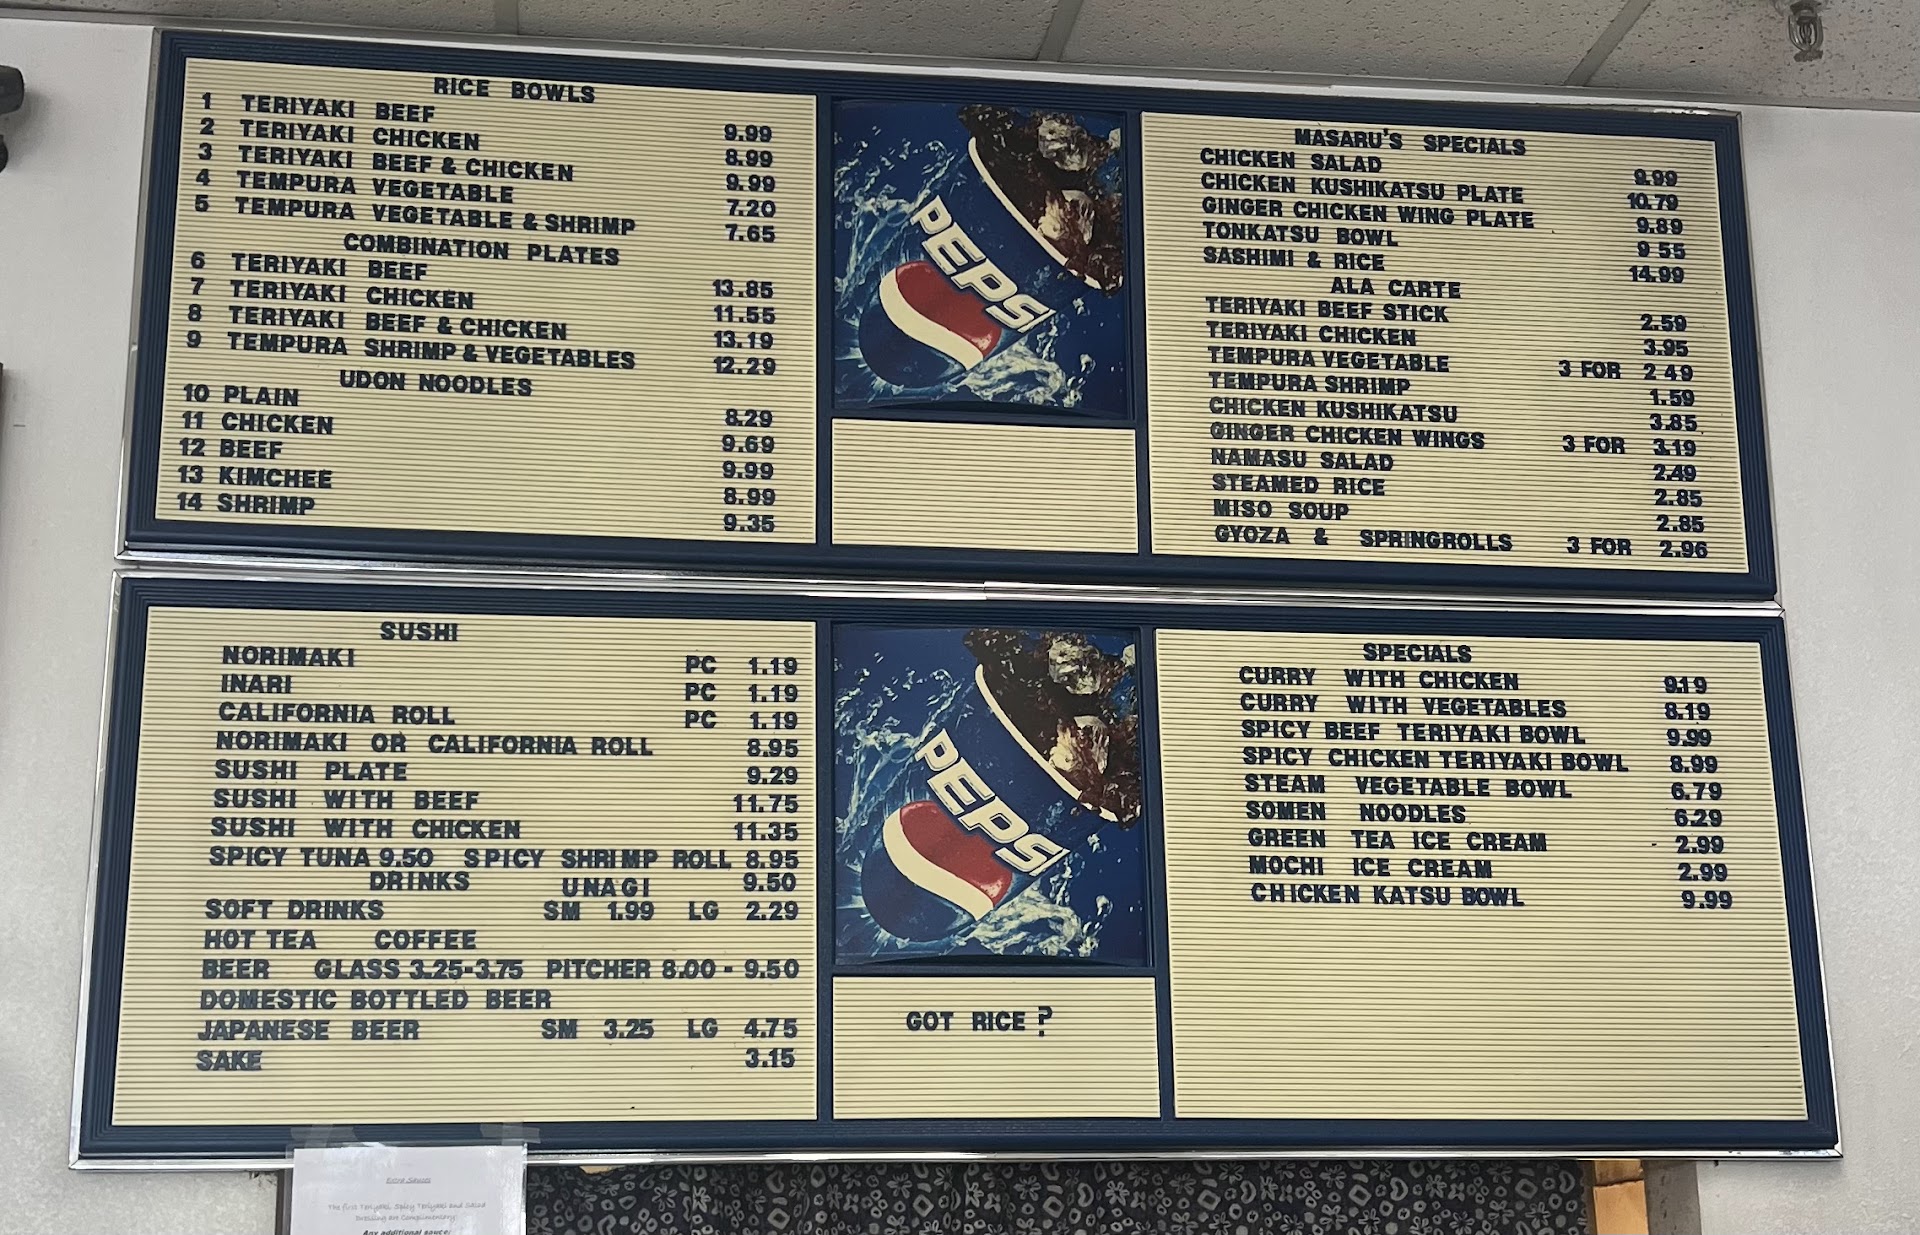 RICE BOWLS
1 TERIYAKI BEEF 9.99
2 TERIYAKI CHICKEN 8.99
3 TERIYAKI BEEF & CHICKEN 9.99
4 TEMPURA VEGETABLE 7.20
5 TEMPURA VEGETABLE & SHRIMP 7.65
COMBINATION PLATES
6 TERIYAKI BEEF 13.85
7 TERIYAKI CHICKEN 11.55
8 TERIYAKI BEEF & CHICKEN 13.19
9 TEMPURA SHRIMP & VEGETABLES 12.29
UDON NOODLES
10 PLAIN 8.29
11 CHICKEN 9.69
12 BEEF 9.99
13 KIMCHEE 8.99
14 SHRIMP 9.35
PEPSI
MASARU'S SPECIALS
CHICKEN SALAD 9.99
CHICKEN KUSHIKATSU PLATE 10.79
GINGER CHICKEN WING PLATE 9.89
TONKATSU BOWL 9 55
SASHIMI & RICE 14.99
ALA CARTE
TERIYAKI BEEF STICK 2.59
TERIYAKI CHICKEN 3.95
TEMPURA VEGETABLE 3 FOR 2 49
TEMPURA SHRIMP 1.59
CHICKEN KUSHIKATSU 3.85
GINGER CHICKEN WINGS 3 FOR 3.19
NAMASU SALAD 2.49
STEAMED RICE 2.85
MISO SOUP 2.85
GYOZA & SPRINGROLLS 3 FOR 2.96
SUSHI
NORIMAKI PC 1.19
INARI PC 1.19
CALIFORNIA ROLL PC 1.19
NORIMAKI OR CALIFORNIA ROLL 8.95
SUSHI PLATE 9.29
SUSHI WITH BEEF 11.75
SUSHI WITH CHICKEN 11.35
SPICY TUNA 9.50 SPICY SHRIMP ROLL 8.95
DRINKS UNAGI 9.50
SOFT DRINKS SM 1.99 LG 2.29
HOT TEA COFFEE
BEER GLASS 3.25-3.75 PITCHER 8.00 - 9.50
DOMESTIC BOTTLED BEER
JAPANESE BEER SM 3.25 LG 4.75
SAKE 3.15
PEPSI
GOT RICE ?
SPECIALS
CURRY WITH CHICKEN 9.19
CURRY WITH VEGETABLES 8.19
SPICY BEEF TERIYAKI BOWL 9.99
SPICY CHICKEN TERIYAKI BOWL 8.99
STEAM VEGETABLE BOWL 6.79
SOMEN NOODLES 6.29
GREEN TEA ICE CREAM - 2.99
MOCHI ICE CREAM 2.99
CHICKEN KATSU BOWL 9.99
Extra Sauces
The first Teriyaki, Spicy Teriyaki and Salad
Dressing are Complimentary.
Any additional sauce: